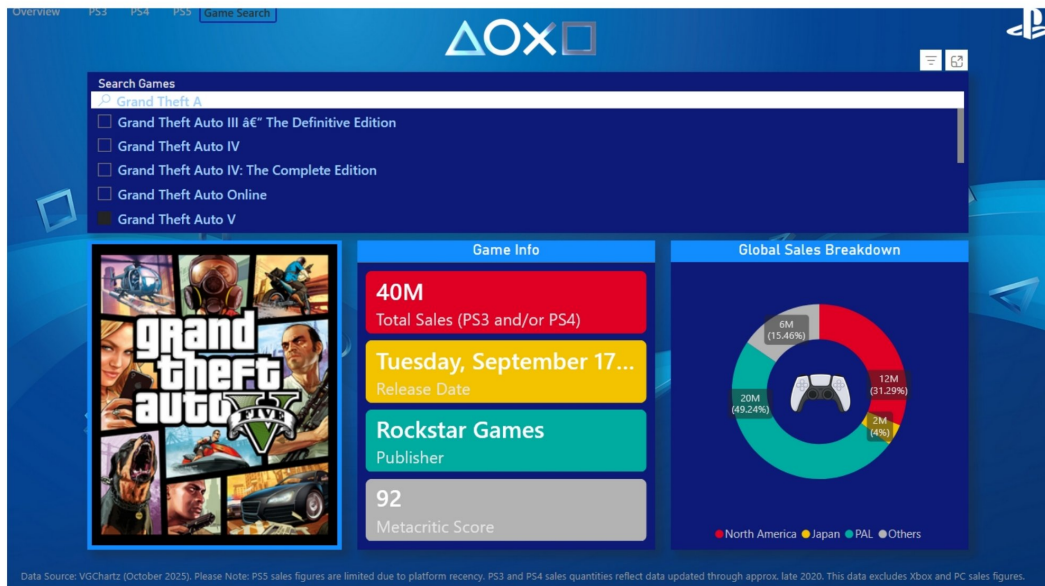 Overview PS3 PS4 PS5 Game Search
Search Games
Grand Theft A
Grand Theft Auto III â€“ The Definitive Edition
Grand Theft Auto IV
Grand Theft Auto IV: The Complete Edition
Grand Theft Auto Online
Grand Theft Auto V
grand
theft
auto V
FIVE
Game Info
40M
Total Sales (PS3 and/or PS4)
Tuesday, September 17...
Release Date
Rockstar Games
Publisher
92
Metacritic Score
Global Sales Breakdown
6M
(15.46%)
12M
(31.29%)
20M
(49.24%)
2M
(4%)
North America Japan PAL Others
Data Source: VGChartz (October 2025). Please Note: PS5 sales figures are limited due to platform recency. PS3 and PS4 sales quantities reflect data updated through approx. late 2020. This data excludes Xbox and PC sales figures.